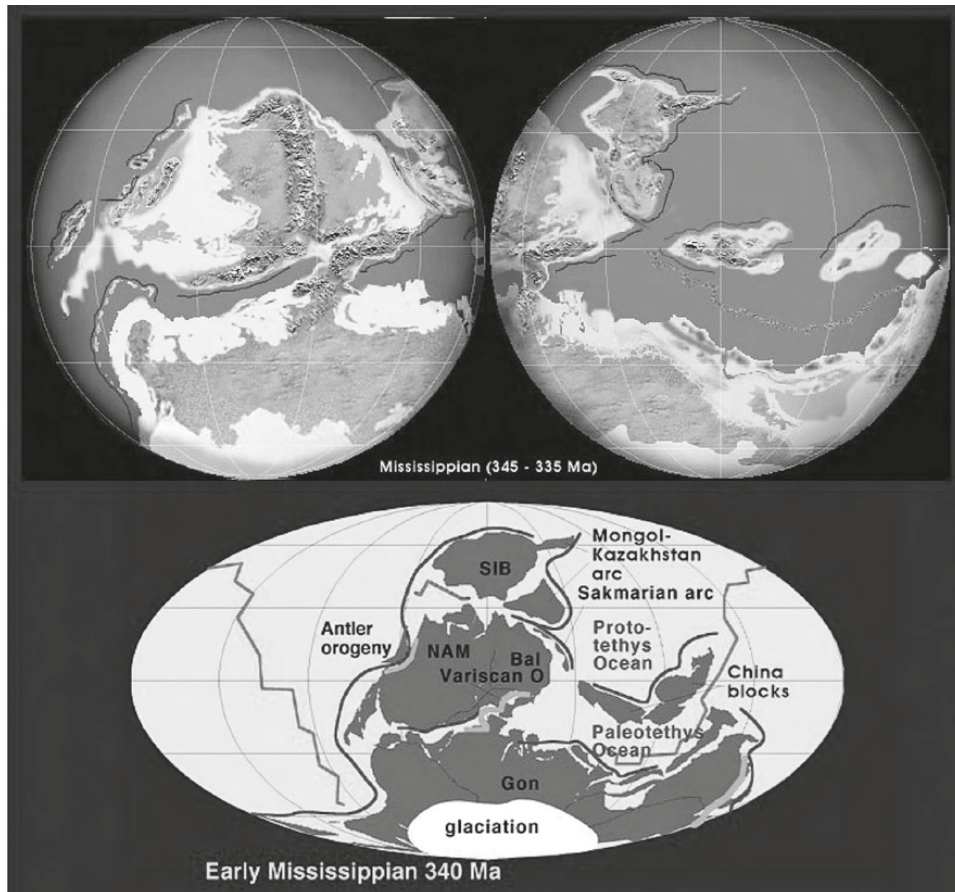 Mississippian (345 - 335 Ma)
Mongol-
Kazakhstan
arc
Sakmarian arc
SIB
Antler
orogeny
Proto-
tethys
Ocean
NAM
Bal
Variscan O
China
blocks
Paleotethys
Ocean
Gon
glaciation
Early Mississippian 340 Ma